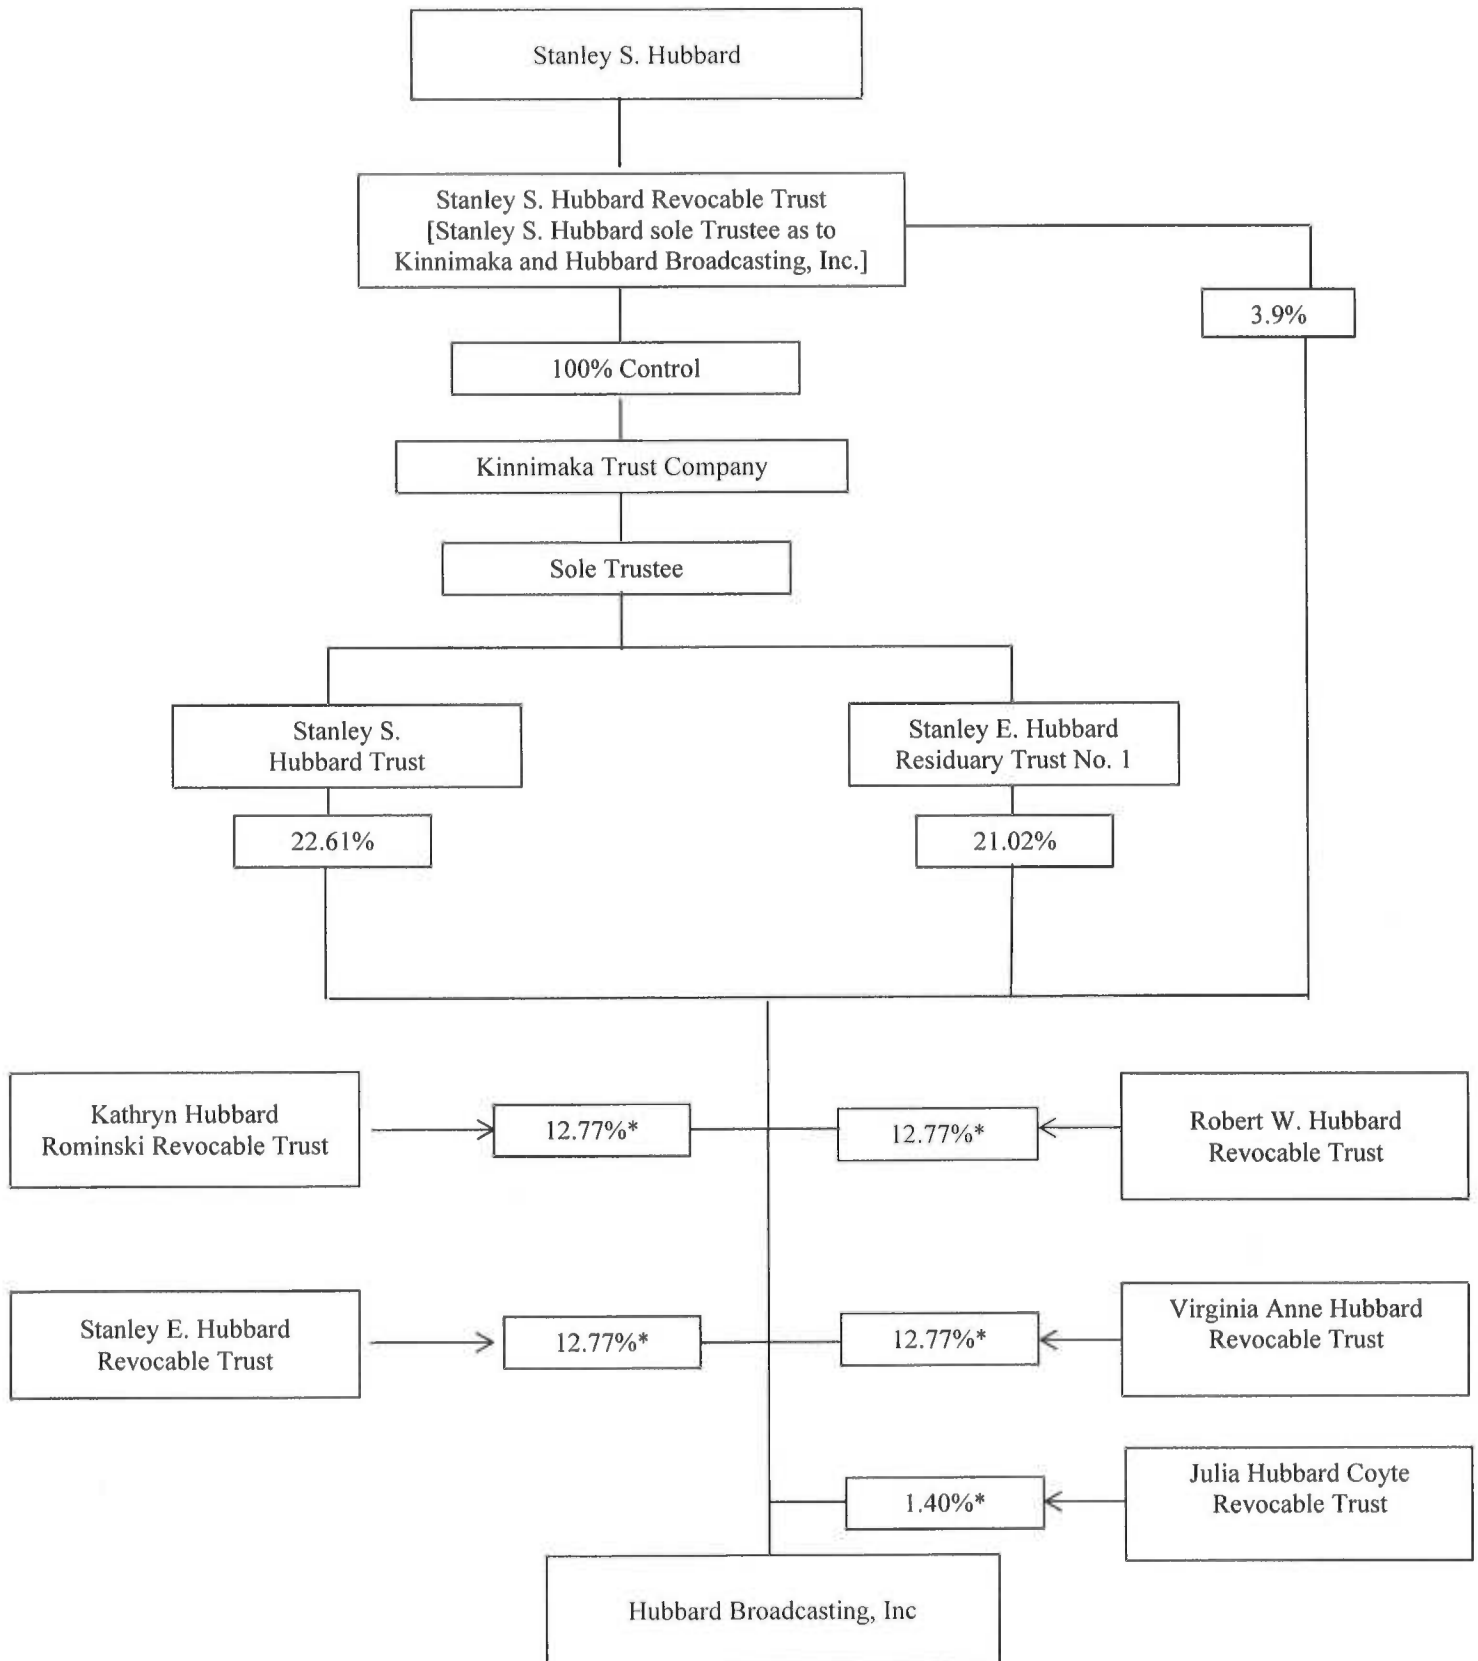 Stanley S. Hubbard
Stanley S. Hubbard Revocable Trust
[Stanley S. Hubbard sole Trustee as to
Kinnimaka and Hubbard Broadcasting, Inc.]
3.9%
100% Control
Kinnimaka Trust Company
Sole Trustee
Stanley S.
Hubbard Trust
Stanley E. Hubbard
Residuary Trust No. 1
22.61%
21.02%
Kathryn Hubbard
Rominski Revocable Trust
12.77%*
12.77%*
Robert W. Hubbard
Revocable Trust
Stanley E. Hubbard
Revocable Trust
12.77%*
12.77%*
Virginia Anne Hubbard
Revocable Trust
1.40%*
Julia Hubbard Coyte
Revocable Trust
Hubbard Broadcasting, Inc